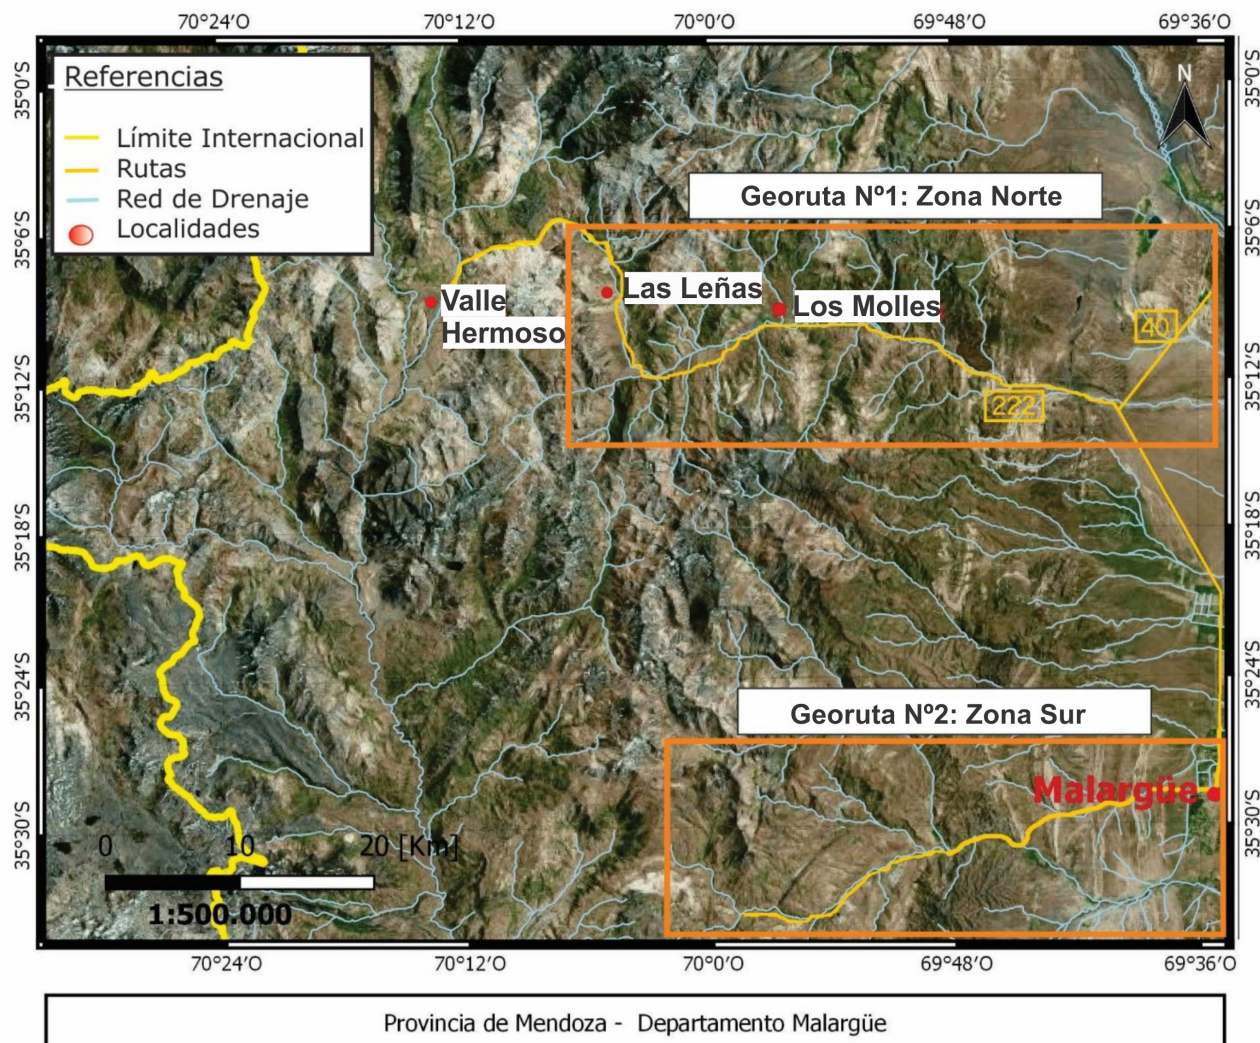 70°24'O 70°12'O 70°0'O 69°48'O 69°36'O
35°0'S 35°0'S
Referencias
Límite Internacional
Rutas
Red de Drenaje
Localidades
N
Georuta Nº1: Zona Norte
35°6'S 35°6'S
Las Leñas
Valle
Hermoso
Los Molles
40
35°12'S 35°12'S
222
35°18'S 35°18'S
35°24'S 35°24'S
Georuta Nº2: Zona Sur
Malargüe
35°30'S 35°30'S
0 10 20 [Km]
1:500.000
70°24'O 70°12'O 70°0'O 69°48'O 69°36'O
Provincia de Mendoza - Departamento Malargüe